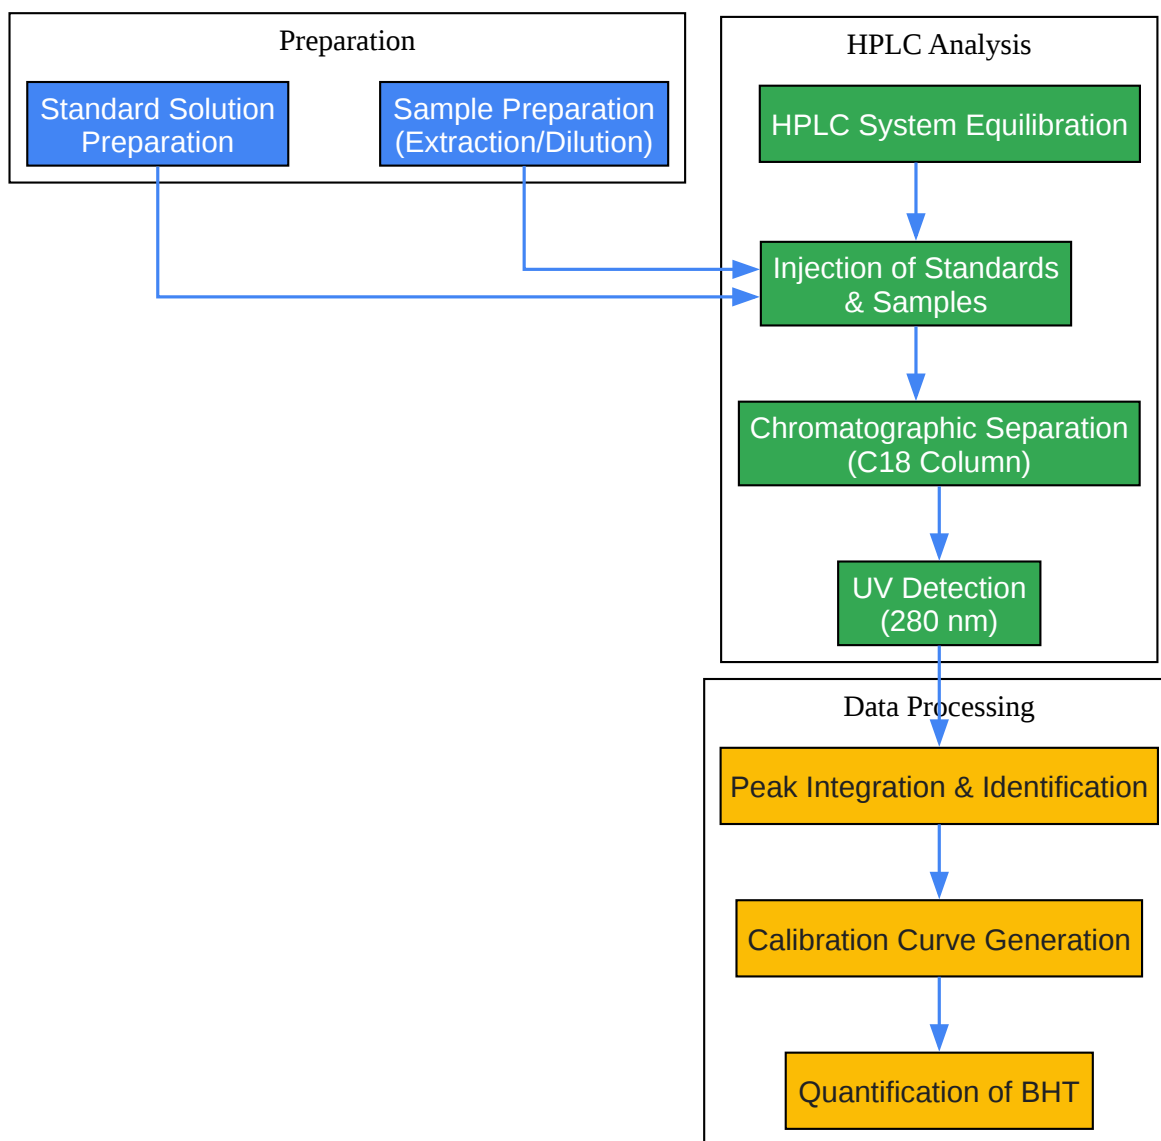 Preparation
Standard Solution
Preparation
Sample Preparation
(Extraction/Dilution)
HPLC Analysis
HPLC System Equilibration
Injection of Standards
& Samples
Chromatographic Separation
(C18 Column)
UV Detection
(280 nm)
Data Processing
Peak Integration & Identification
Calibration Curve Generation
Quantification of BHT